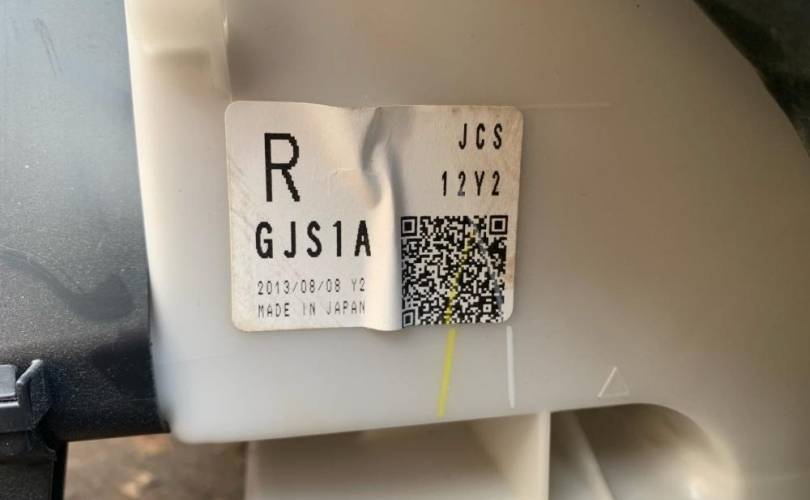 R
JCS
12Y2
GJS1A
2013/08/08 Y2
MADE IN JAPAN